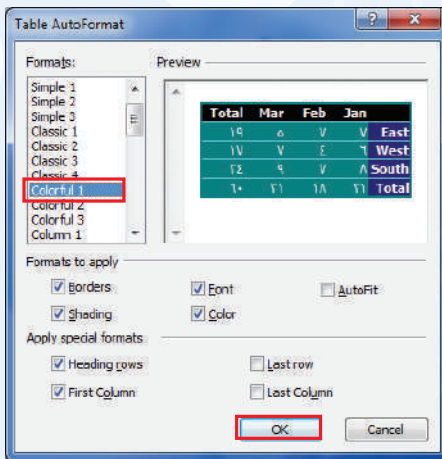 Table AutoFormat
Formats:
Simple 1
Simple 2
Simple 3
Classic 1
Classic 2
Classic 3
Classic 4
Colorful 1
Colorful 2
Colorful 3
Column 1
Preview
Total Mar Feb Jan
١٩ ٥ ٧ ٧ East
١٧ ٧ ٤ ٦ West
٢٤ ٩ ٧ ٨ South
٦٠ ٢١ ١٨ ٢١ Total
Formats to apply
Borders Font AutoFit
Shading Color
Apply special formats
Heading rows Last row
First Column Last Column
OK Cancel